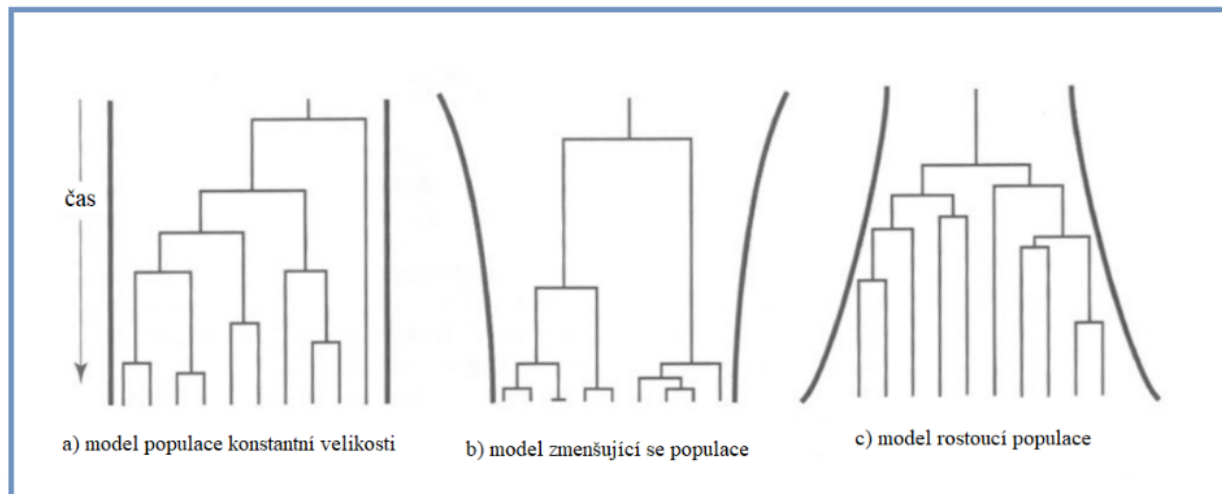 čas
a) model populace konstantní velikosti
b) model zmenšující se populace
c) model rostoucí populace